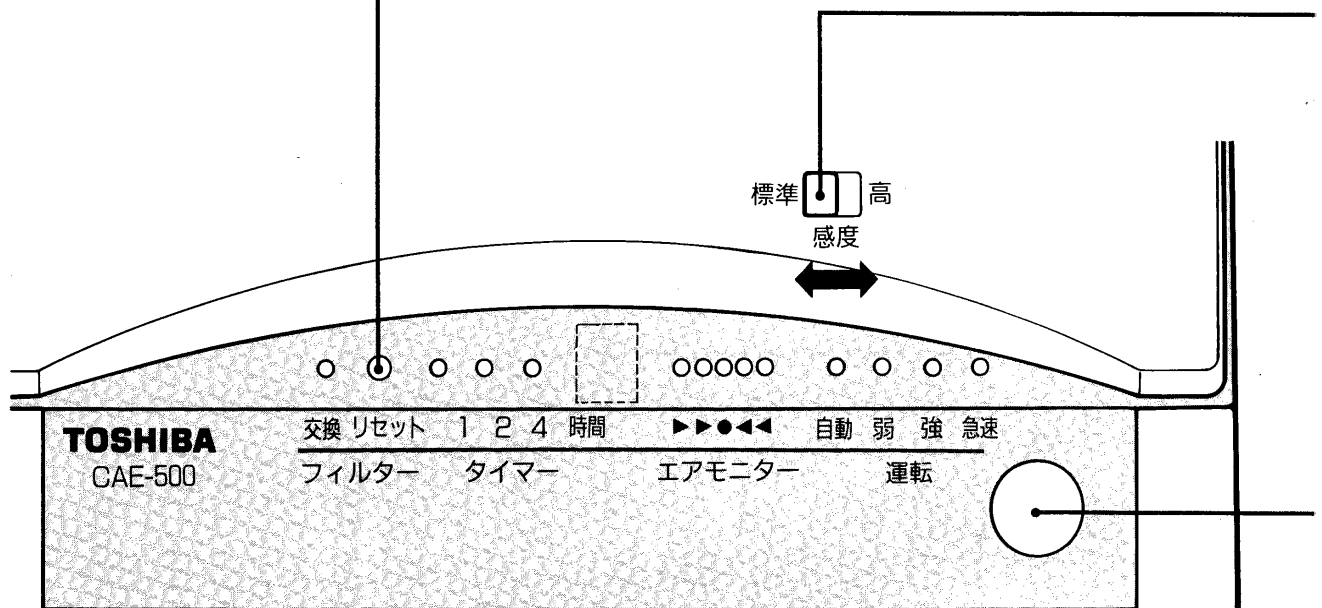 標準 高
感度
交換 リセット 1 2 4 時間 ▶▶●◀◀ 自動 弱 強 急速
TOSHIBA
CAE-500
フィルター タイマー エアモニター 運転